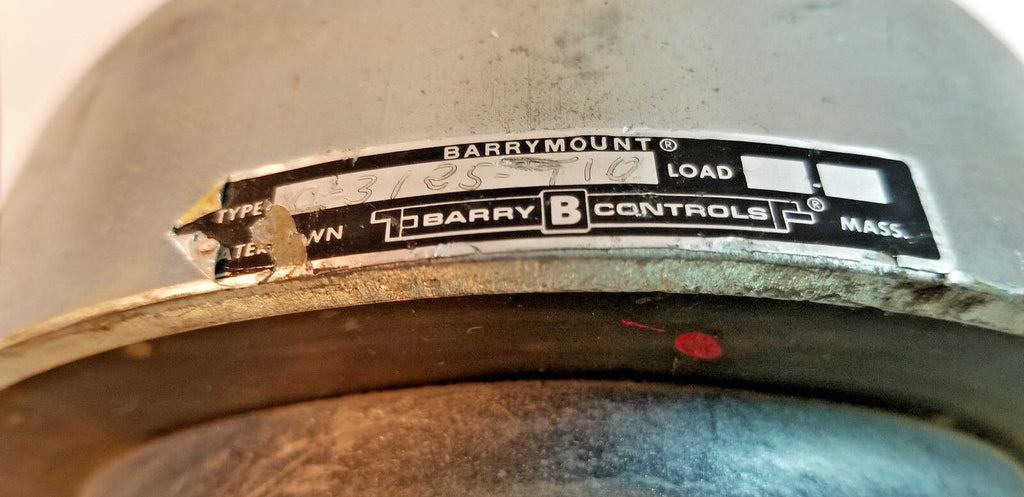 BARRYMOUNT®
TYPE C-3125-T10 LOAD
BARRY B CONTROLS ®
MASS.